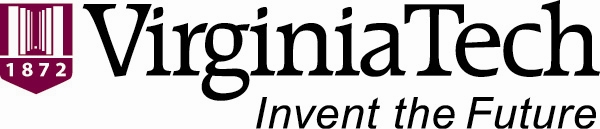 1872
VirginiaTech
Invent the Future